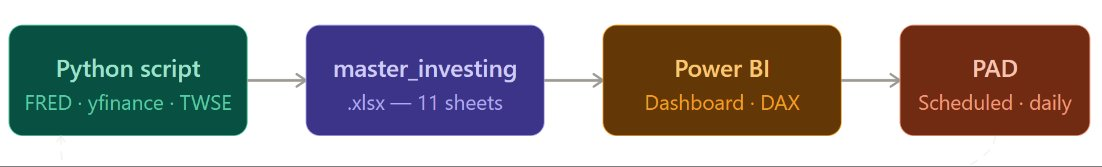 Python script
FRED · yfinance · TWSE
master_investing
.xlsx — 11 sheets
Power BI
Dashboard · DAX
PAD
Scheduled · daily